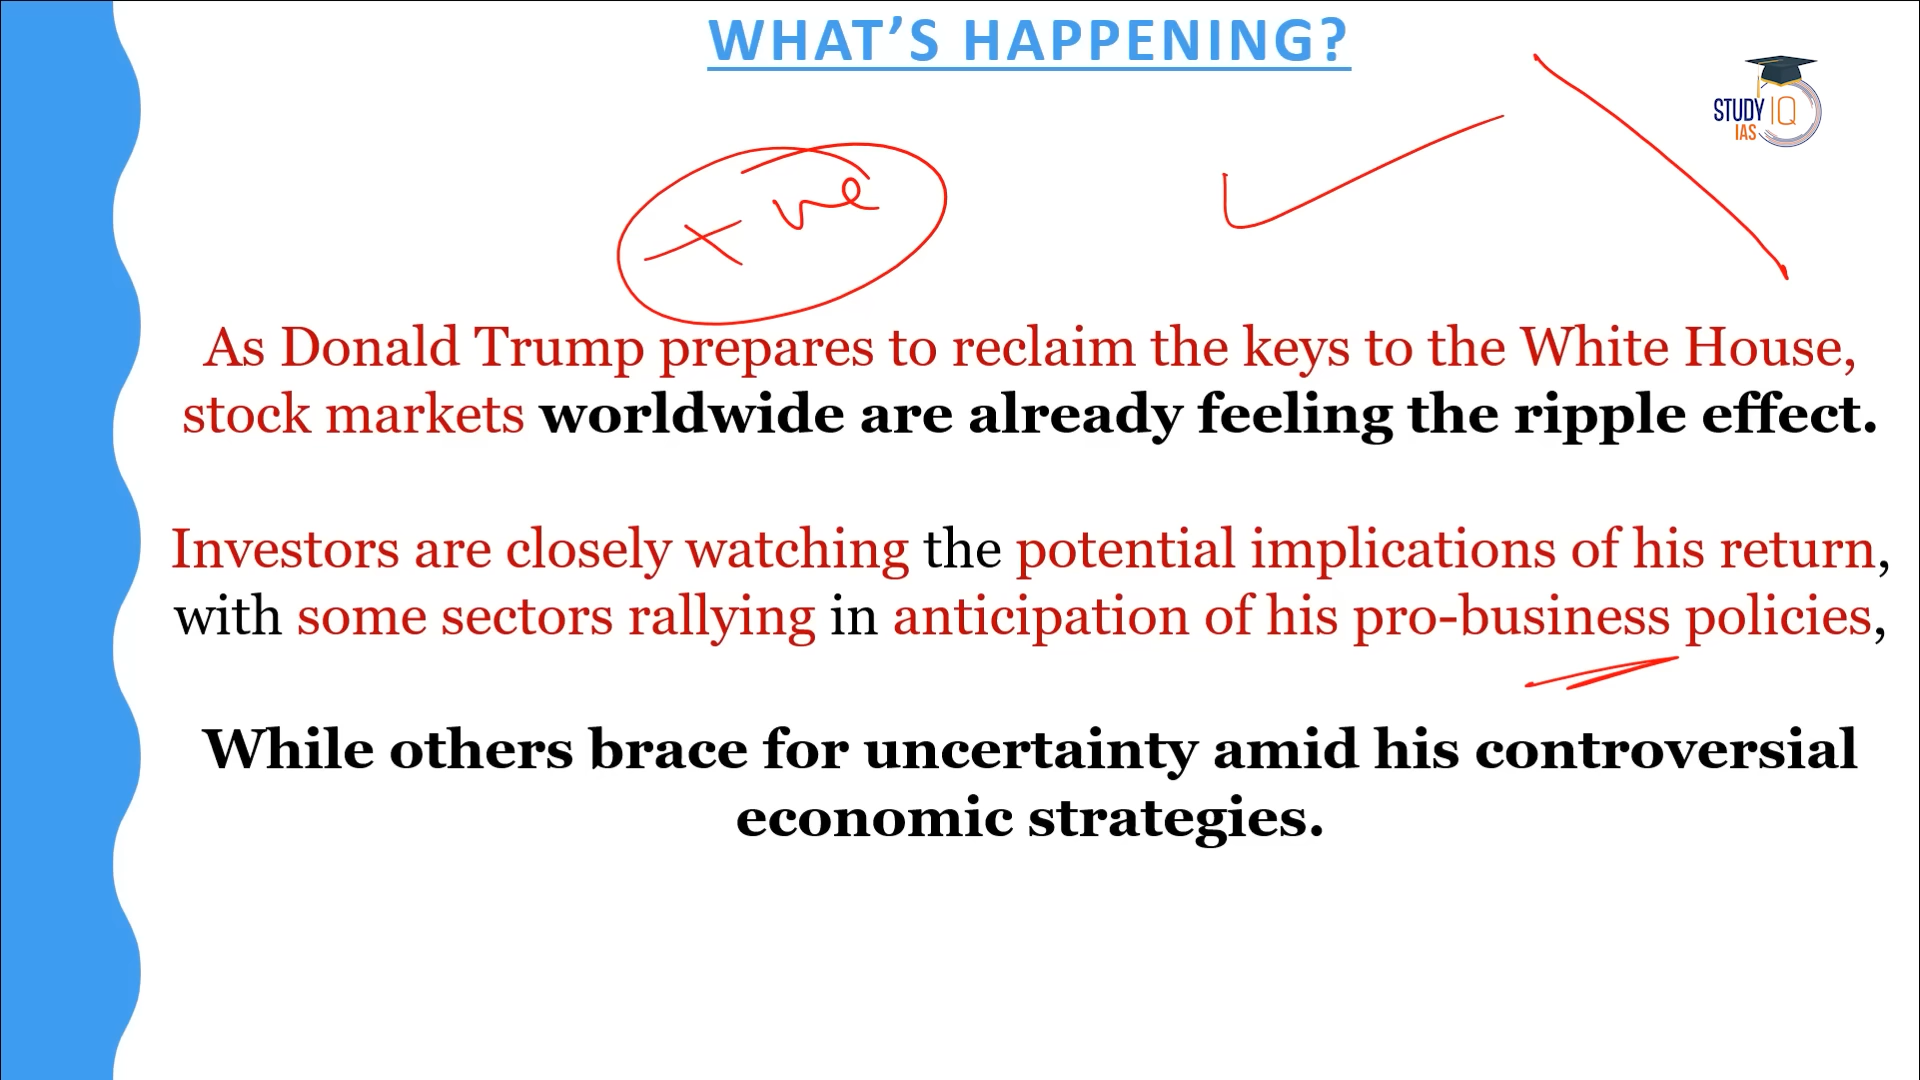 WHAT'S HAPPENING?
STUDY IQ
IAS
+ ve
As Donald Trump prepares to reclaim the keys to the White House,
stock markets worldwide are already feeling the ripple effect.
Investors are closely watching the potential implications of his return,
with some sectors rallying in anticipation of his pro-business policies,
While others brace for uncertainty amid his controversial
economic strategies.